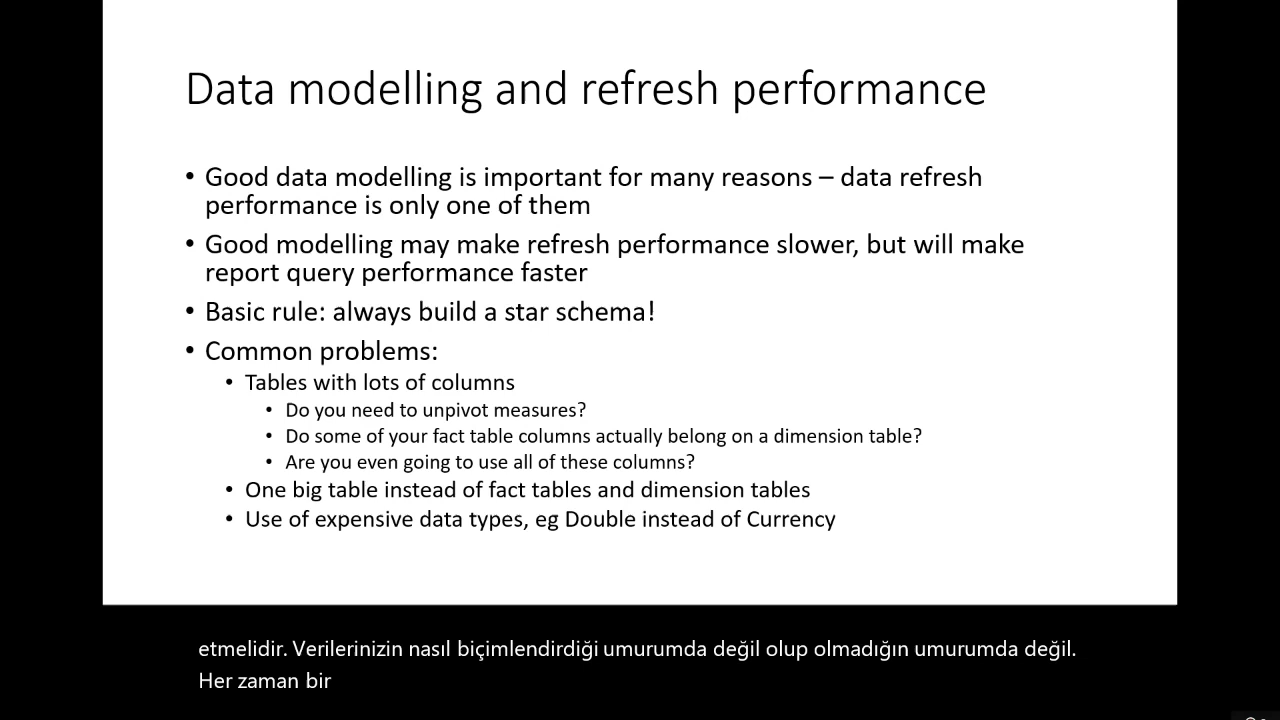 Data modelling and refresh performance
• Good data modelling is important for many reasons – data refresh
performance is only one of them
• Good modelling may make refresh performance slower, but will make
report query performance faster
• Basic rule: always build a star schema!
• Common problems:
• Tables with lots of columns
• Do you need to unpivot measures?
• Do some of your fact table columns actually belong on a dimension table?
• Are you even going to use all of these columns?
• One big table instead of fact tables and dimension tables
• Use of expensive data types, eg Double instead of Currency
etmelidir. Verilerinizin nasıl biçimlendirdiği umurumda değil olup olmadığın umurumda değil.
Her zaman bir